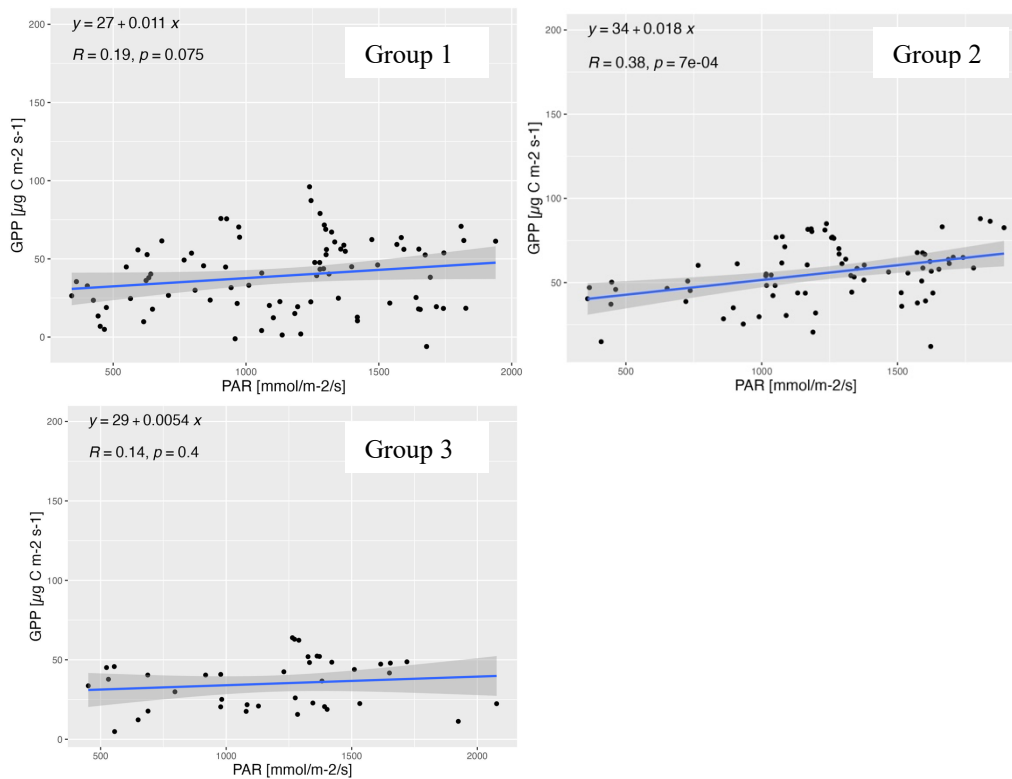 y = 27 + 0.011 x
R = 0.19, p = 0.075
Group 1
200
150
100
50
0
GPP [µg C m-2 s-1]
500
1000
1500
2000
PAR [mmol/m-2/s]
y = 34 + 0.018 x
R = 0.38, p = 7e-04
Group 2
200
150
100
50
GPP [µg C m-2 s-1]
500
1000
1500
PAR [mmol/m-2/s]
y = 29 + 0.0054 x
R = 0.14, p = 0.4
Group 3
200
150
100
50
0
GPP [µg C m-2 s-1]
500
1000
1500
2000
PAR [mmol/m-2/s]